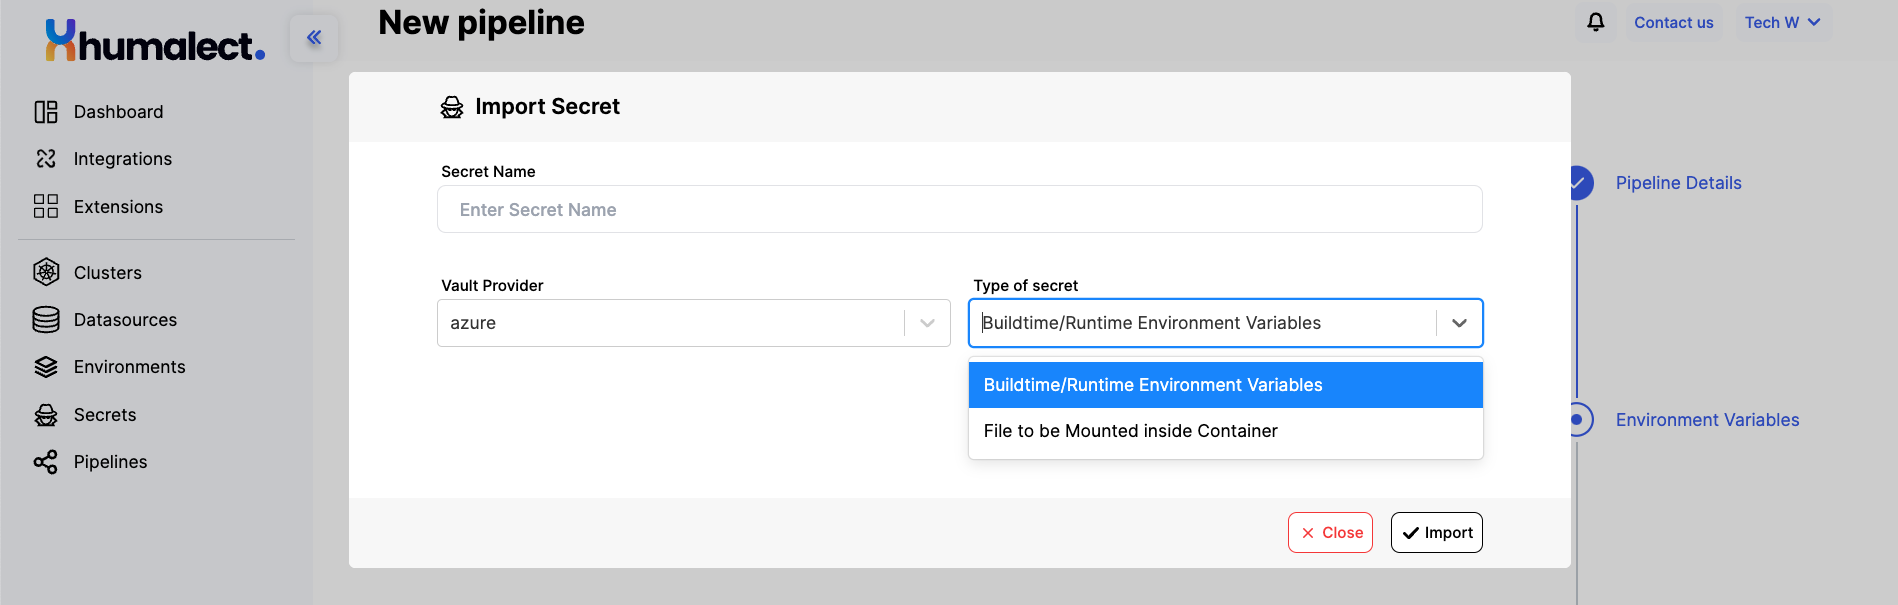 humalect.
New pipeline
Contact us
Tech W
Dashboard
Integrations
Extensions
Clusters
Datasources
Environments
Secrets
Pipelines
Import Secret
Secret Name
Enter Secret Name
Vault Provider
Type of secret
azure
Buildtime/Runtime Environment Variables
Buildtime/Runtime Environment Variables
File to be Mounted inside Container
Close
Import
Pipeline Details
Environment Variables